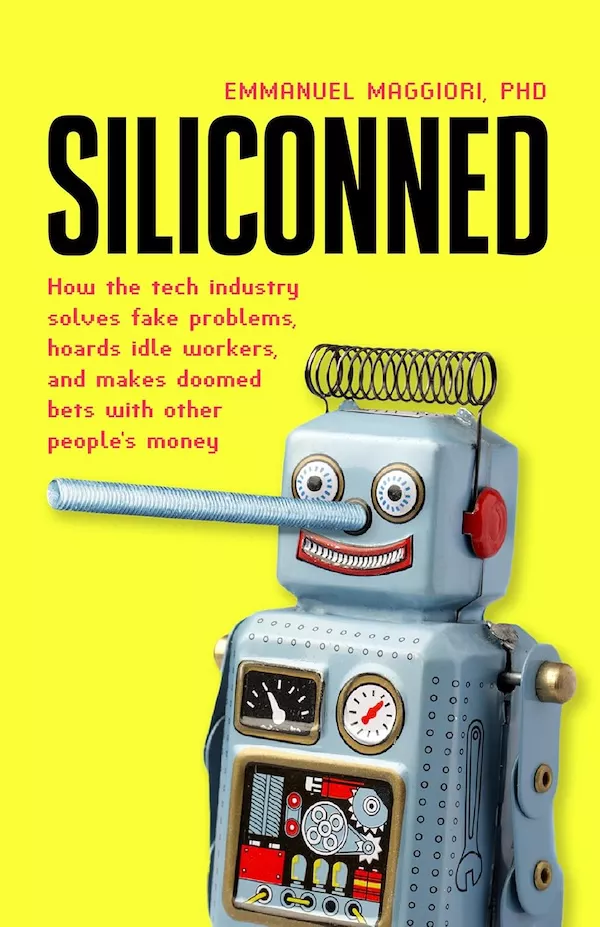 EMMANUEL MAGGIORI, PHD
SILICONNED
How the tech industry
solves fake problems,
hoards idle workers,
and makes doomed
bets with other
people's money